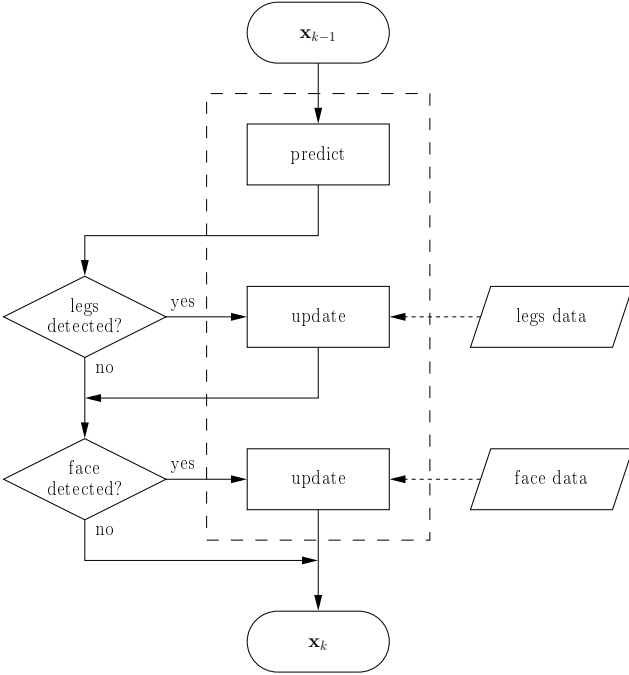 x_{k−1}
predict
legs
detected?
yes
update
legs data
no
face
detected?
yes
update
face data
no
x_k